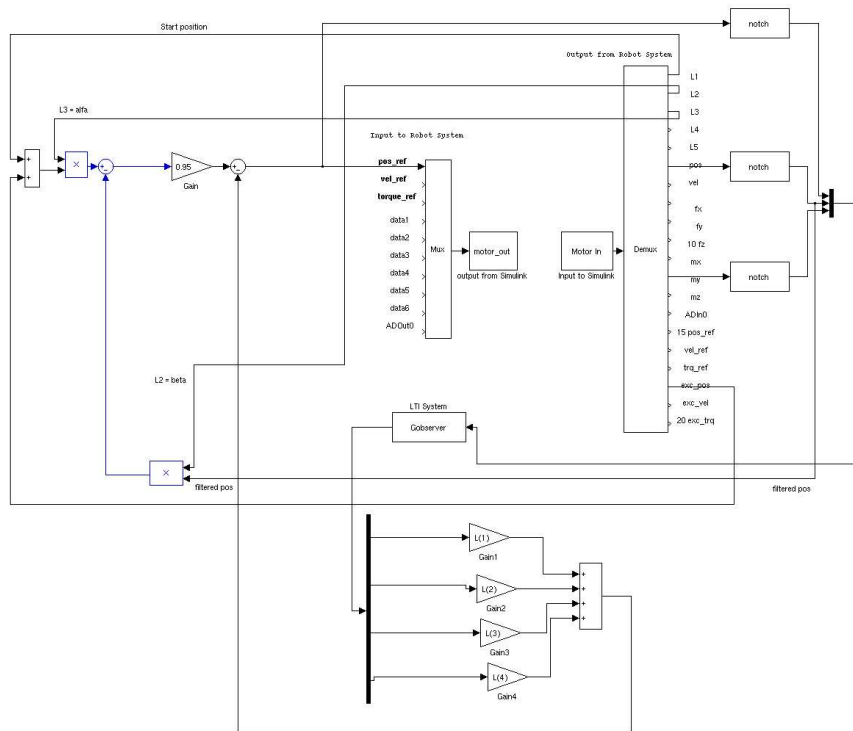 Start position
notch
Output from Robot System
L1
L2
L3 = alfa
L3
Input to Robot System
L4
L5
+
+
×
+
-
0.95
Gain
+
-
pos_ref
pos
notch
vel_ref
vel
torque_ref
data1
fx
data2
fy
data3
Mux
motor_out
output from Simulink
Motor In
Input to Simulink
Demux
10 fz
data4
mx
data5
my
notch
data6
mz
ADOut0
ADIn0
15 pos_ref
vel_ref
trq_ref
L2 = beta
exc_pos
LTI System
exc_vel
Gobserver
20 exc_trq
×
filtered pos
filtered pos
L(1)
Gain1
L(2)
Gain2
L(3)
Gain3
L(4)
Gain4
+
+
+
+